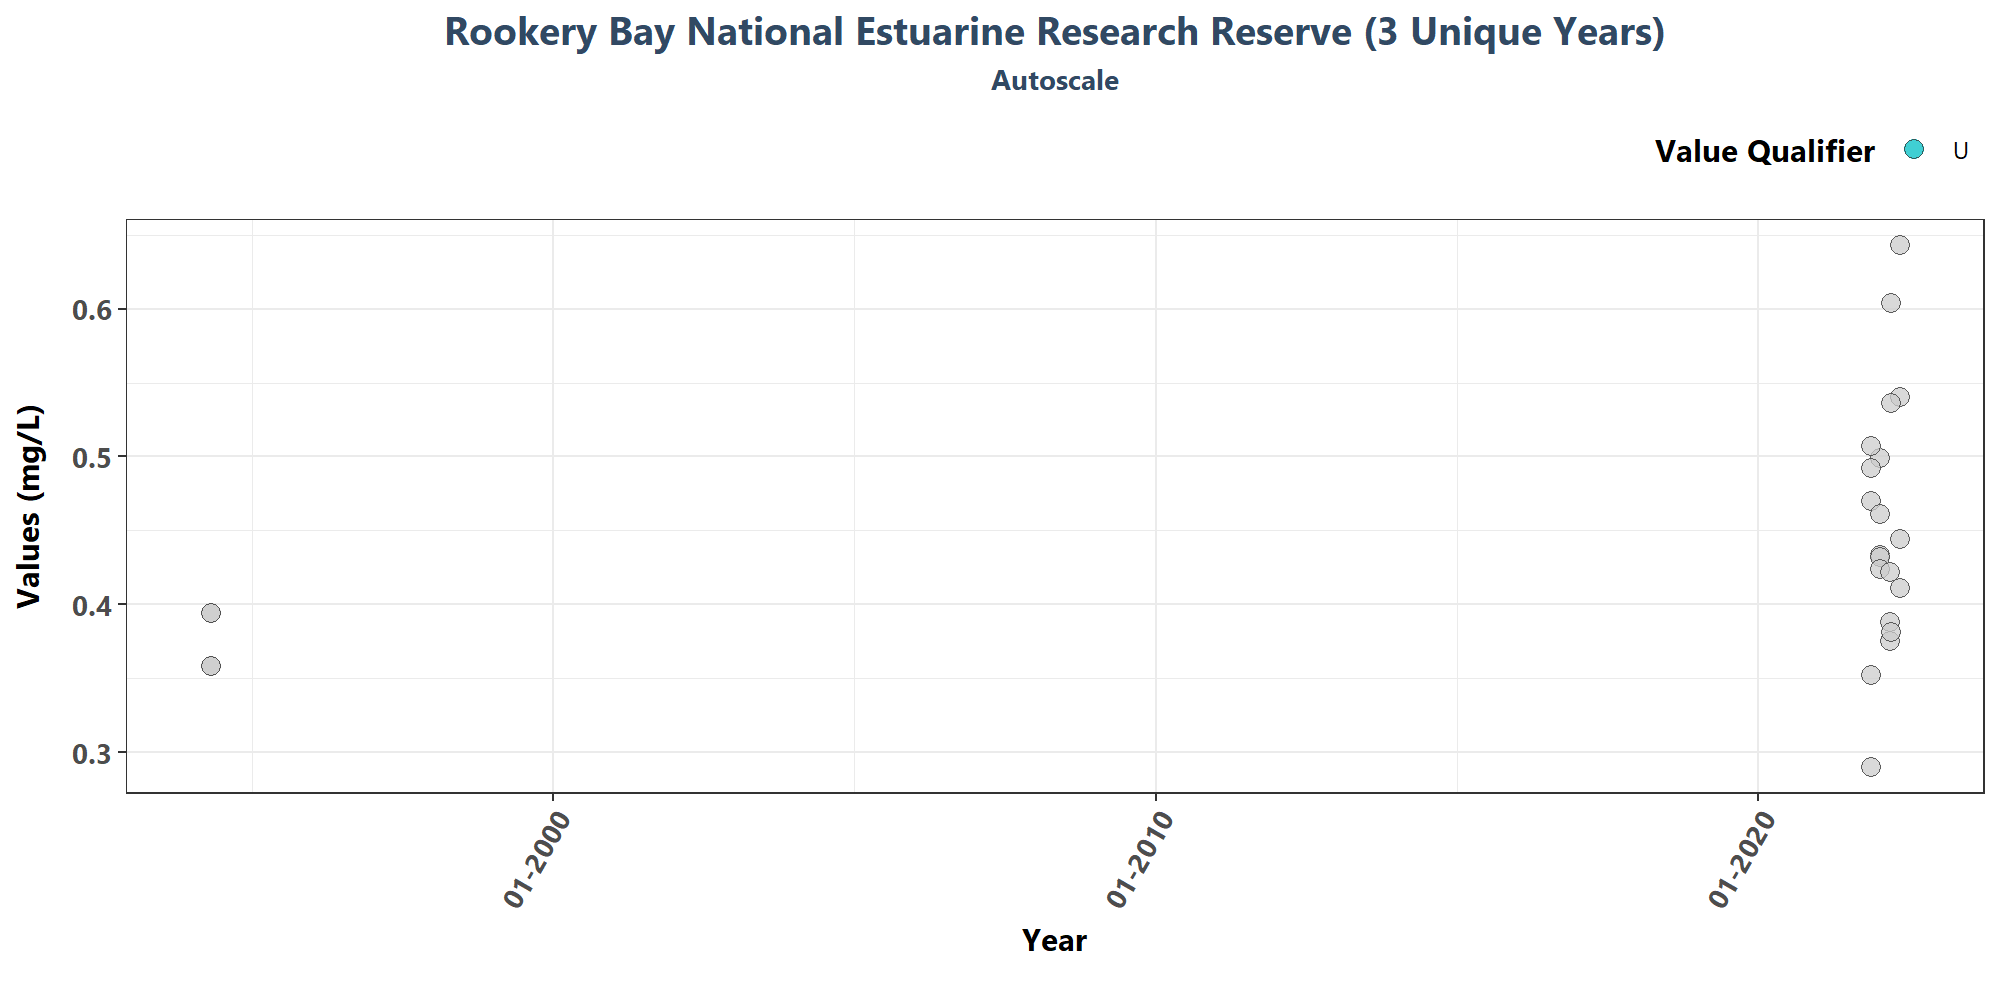 Rookery Bay National Estuarine Research Reserve (3 Unique Years)
Autoscale
Value Qualifier U
Values (mg/L)
0.6
0.5
0.4
0.3
01-2000
01-2010
01-2020
Year